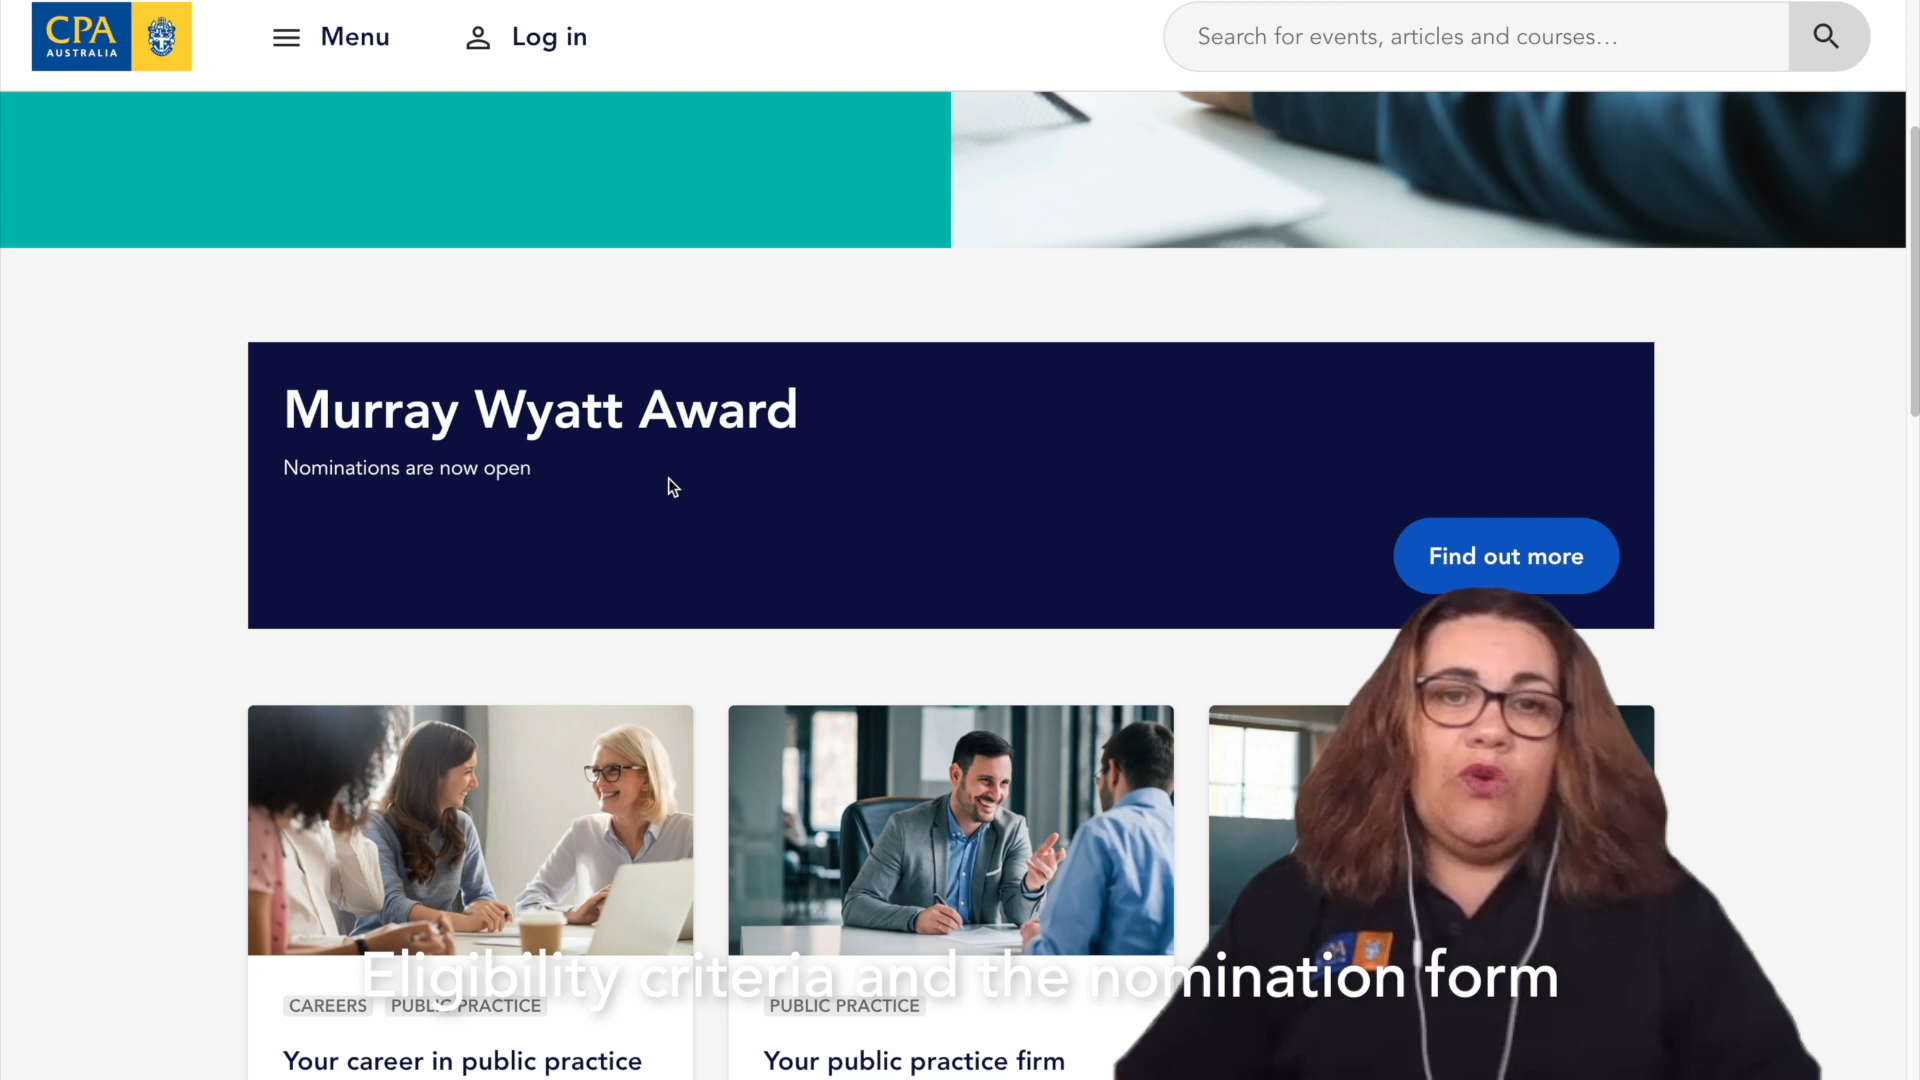 CPA
AUSTRALIA
Menu
Log in
Search for events, articles and courses...
Murray Wyatt Award
Nominations are now open
Find out more
Eligibility criteria and the nomination form
CAREERS
PUBLIC PRACTICE
PUBLIC PRACTICE
Your career in public practice
Your public practice firm